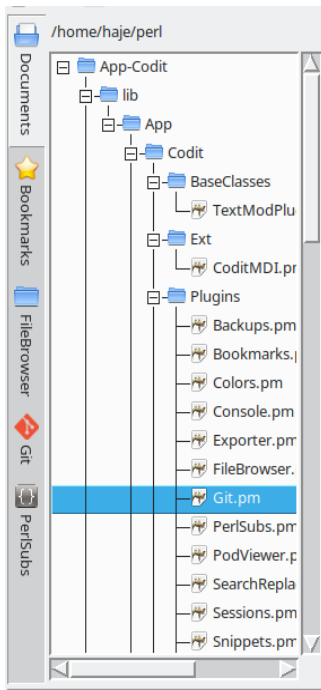 /home/haje/perl
Documents
Bookmarks
FileBrowser
Git
PerlSubs
App-Codit
lib
App
Codit
BaseClasses
TextModPlu
Ext
CoditMDI.pr
Plugins
Backups.pm
Bookmarks.
Colors.pm
Console.pm
Exporter.pm
FileBrowser.
Git.pm
PerlSubs.pm
PodViewer.p
SearchRepla
Sessions.pm
Snippets.pm